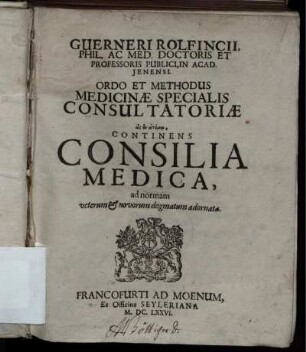 GUERNERI ROLFINCII,
PHIL. AC MED. DOCTORIS ET
PROFESSORIS PUBLICI, IN ACAD.
JENENSI.
ORDO ET METHODUS
MEDICINÆ SPECIALIS
CONSULTATORIÆ
CONTINENS
CONSILIA
MEDICA,
ad normam
veterum & novorum dogmatum adornata.
FRANCOFURTI AD MOENUM,
Ex Officina SEYLERIANA
M. DC. LXXVI.